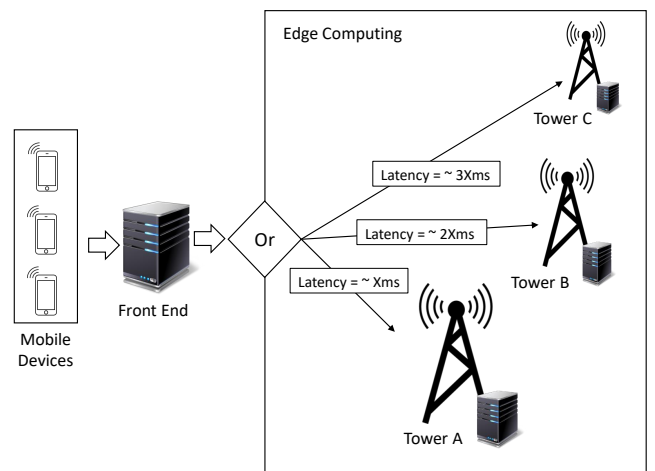 Edge Computing
Tower C
Latency = ~ 3Xms
Latency = ~ 2Xms
Or
Tower B
Latency = ~ Xms
Front End
Mobile
Devices
Tower A